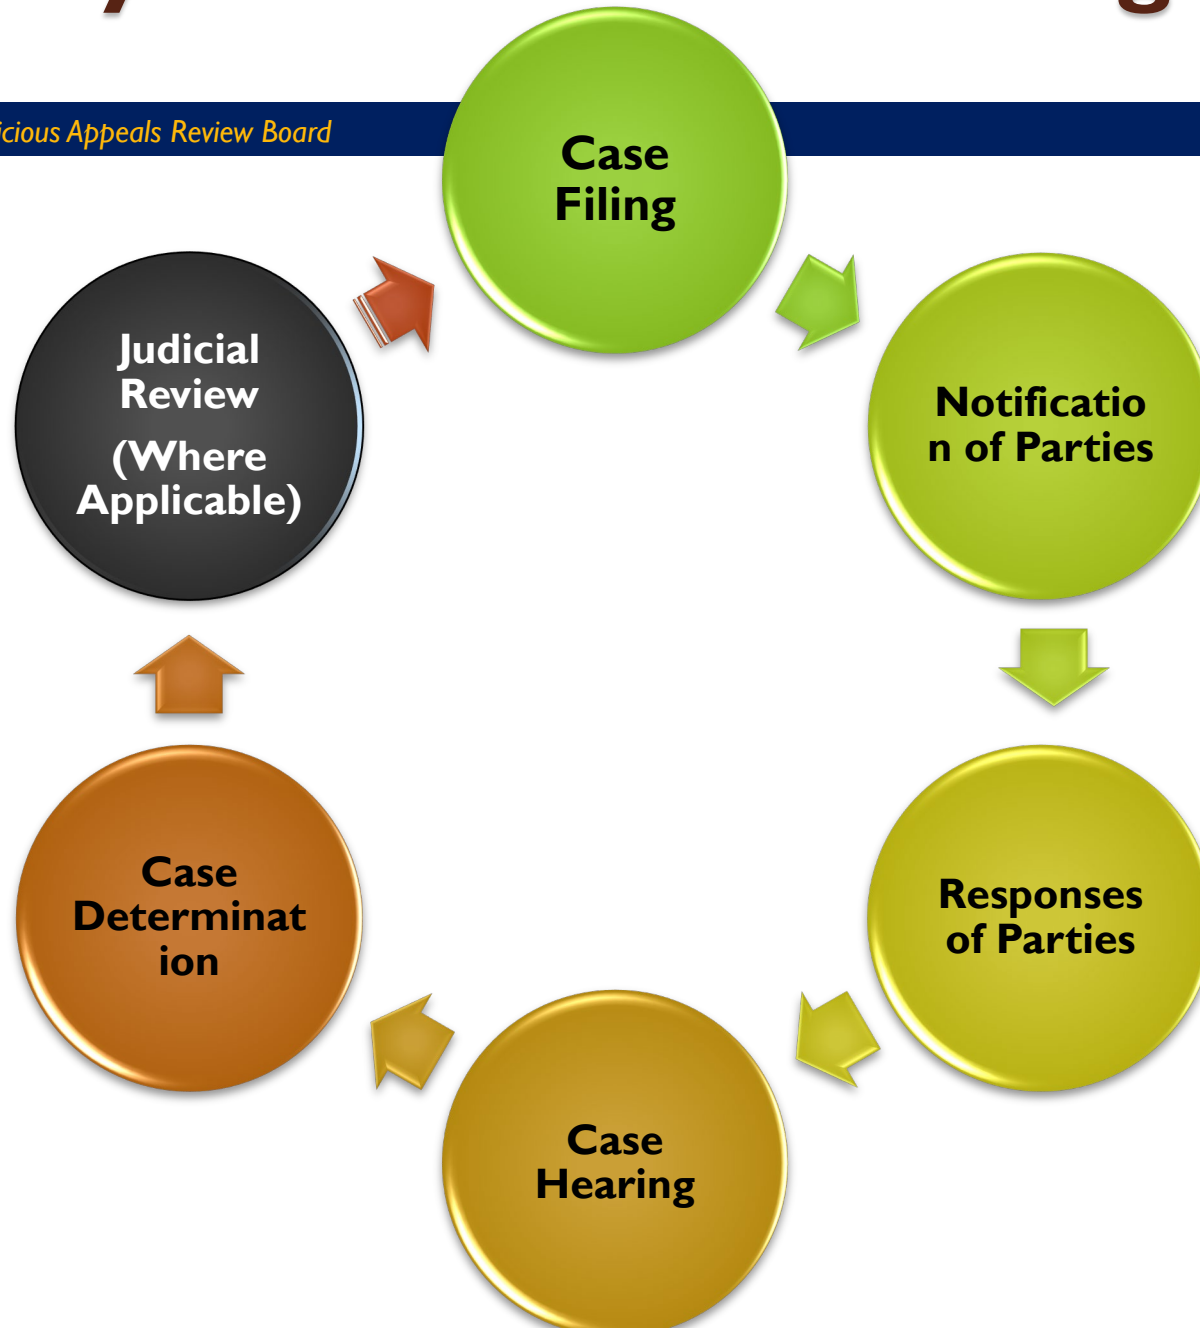 Appeals Review Board
Case
Filing
Notificatio
n of Parties
Responses
of Parties
Case
Hearing
Case
Determinat
ion
Judicial
Review
(Where
Applicable)